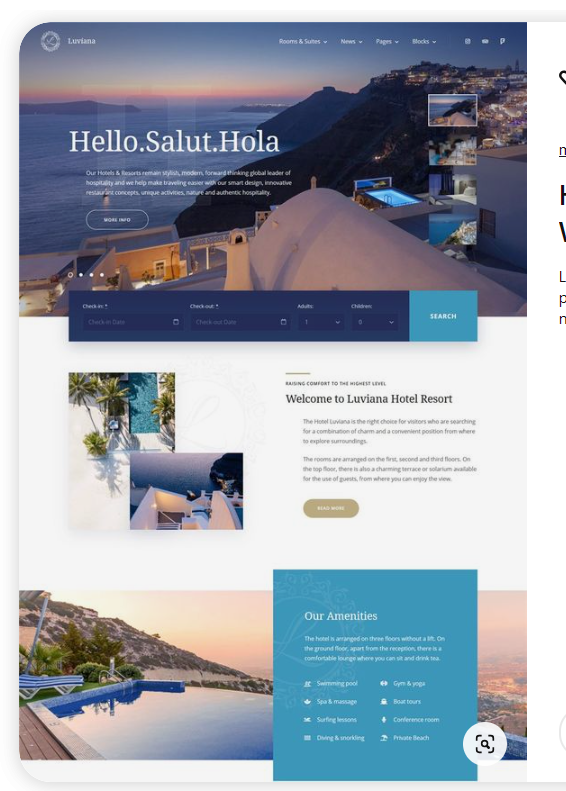 Luviana
Rooms & Suites
News
Pages
Blocks
Hello.Salut.Hola
Our Hotels & Resorts remain stylish, modern, forward thinking global leader of
hospitality and we help make traveling easier with our smart design, innovative
restaurant concepts, unique activities, nature and authentic hospitality.
MORE INFO
Check-in: *
Check-out: *
Adults:
Children:
Check-in Date
Check-out Date
1
0
SEARCH
RAISING COMFORT TO THE HIGHEST LEVEL
Welcome to Luviana Hotel Resort
The Hotel Luviana is the right choice for visitors who are searching
for a combination of charm and a convenient position from where
to explore surroundings.
The rooms are arranged on the first, second and third floors. On
the top floor, there is also a charming terrace or solarium available
for the use of guests, from where you can enjoy the view.
READ MORE
Our Amenities
The hotel is arranged on three floors without a lift. On
the ground floor, apart from the reception, there is a
comfortable lounge where you can sit and drink tea.
Swimming pool
Gym & yoga
Spa & massage
Boat tours
Surfing lessons
Conference room
Diving & snorkling
Private Beach